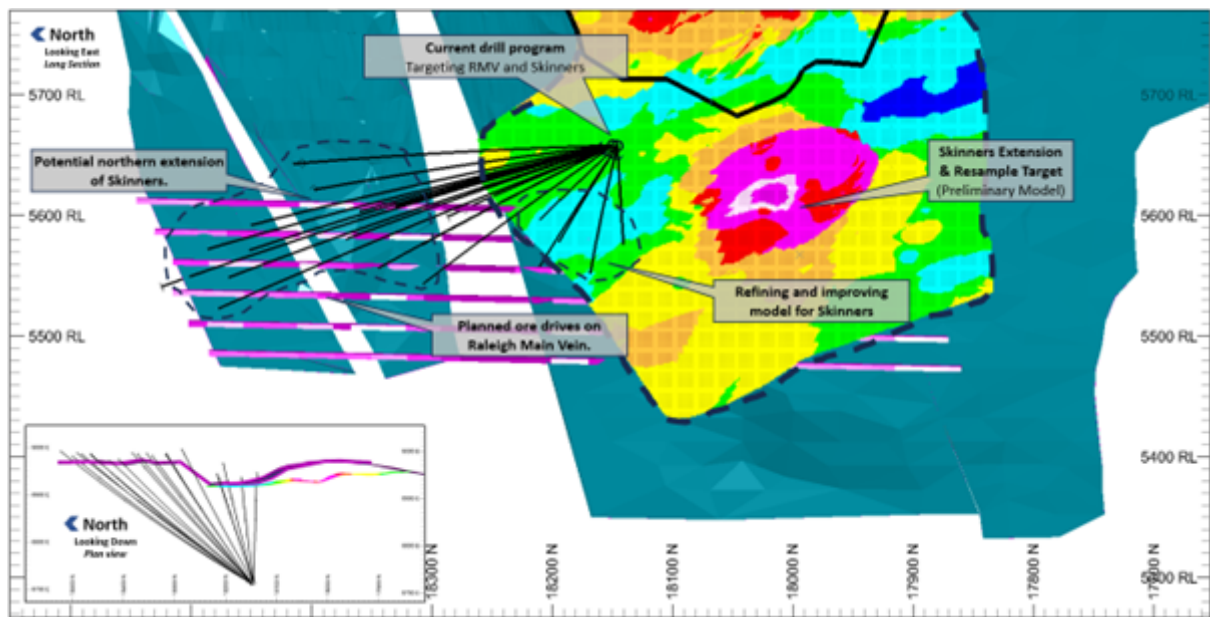 North
Looking East
Long Section
Current drill program
Targeting RMV and Skinners
5700 RL
5700 RL
Potential northern extension
of Skinners.
Skinners Extension
& Resample Target
(Preliminary Model)
5600 RL
5600 RL
Refining and improving
model for Skinners
Planned ore drives on
Raleigh Main Vein.
5500 RL
5500 RL
5400 RL
North
Looking Down
Plan view
18300 N
18200 N
18100 N
18000 N
17900 N
17800 N